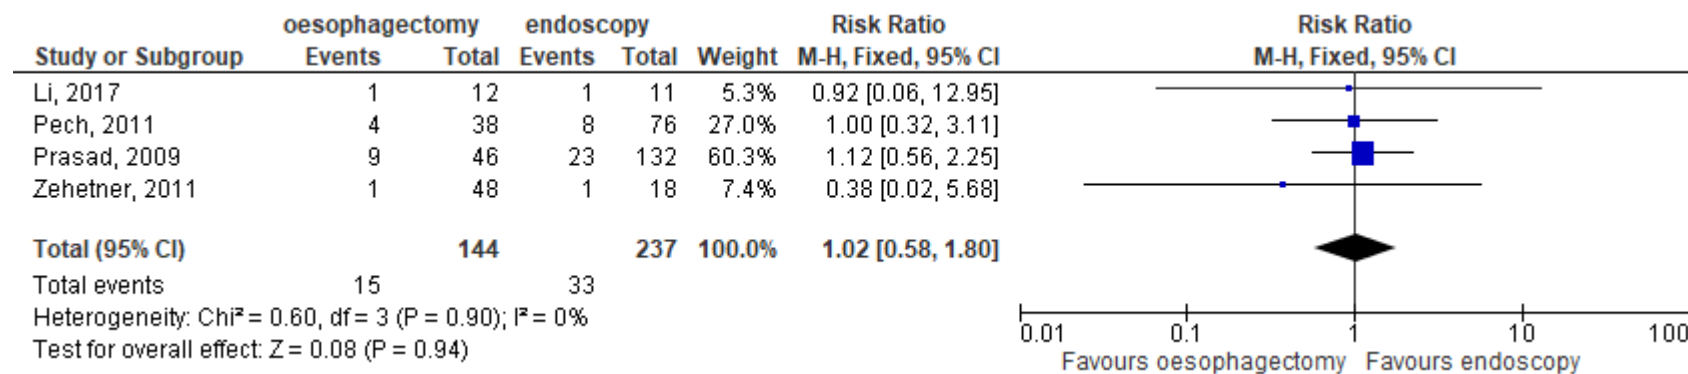 oesophagectomy endoscopy Risk Ratio Risk Ratio
Study or Subgroup Events Total Events Total Weight M-H, Fixed, 95% CI M-H, Fixed, 95% CI
Li, 2017 1 12 1 11 5.3% 0.92 [0.06, 12.95]
Pech, 2011 4 38 8 76 27.0% 1.00 [0.32, 3.11]
Prasad, 2009 9 46 23 132 60.3% 1.12 [0.56, 2.25]
Zehetner, 2011 1 48 1 18 7.4% 0.38 [0.02, 5.68]
Total (95% CI) 144 237 100.0% 1.02 [0.58, 1.80]
Total events 15 33
Heterogeneity: Chi² = 0.60, df = 3 (P = 0.90); I² = 0%
Test for overall effect: Z = 0.08 (P = 0.94)
0.01 0.1 1 10 100
Favours oesophagectomy Favours endoscopy